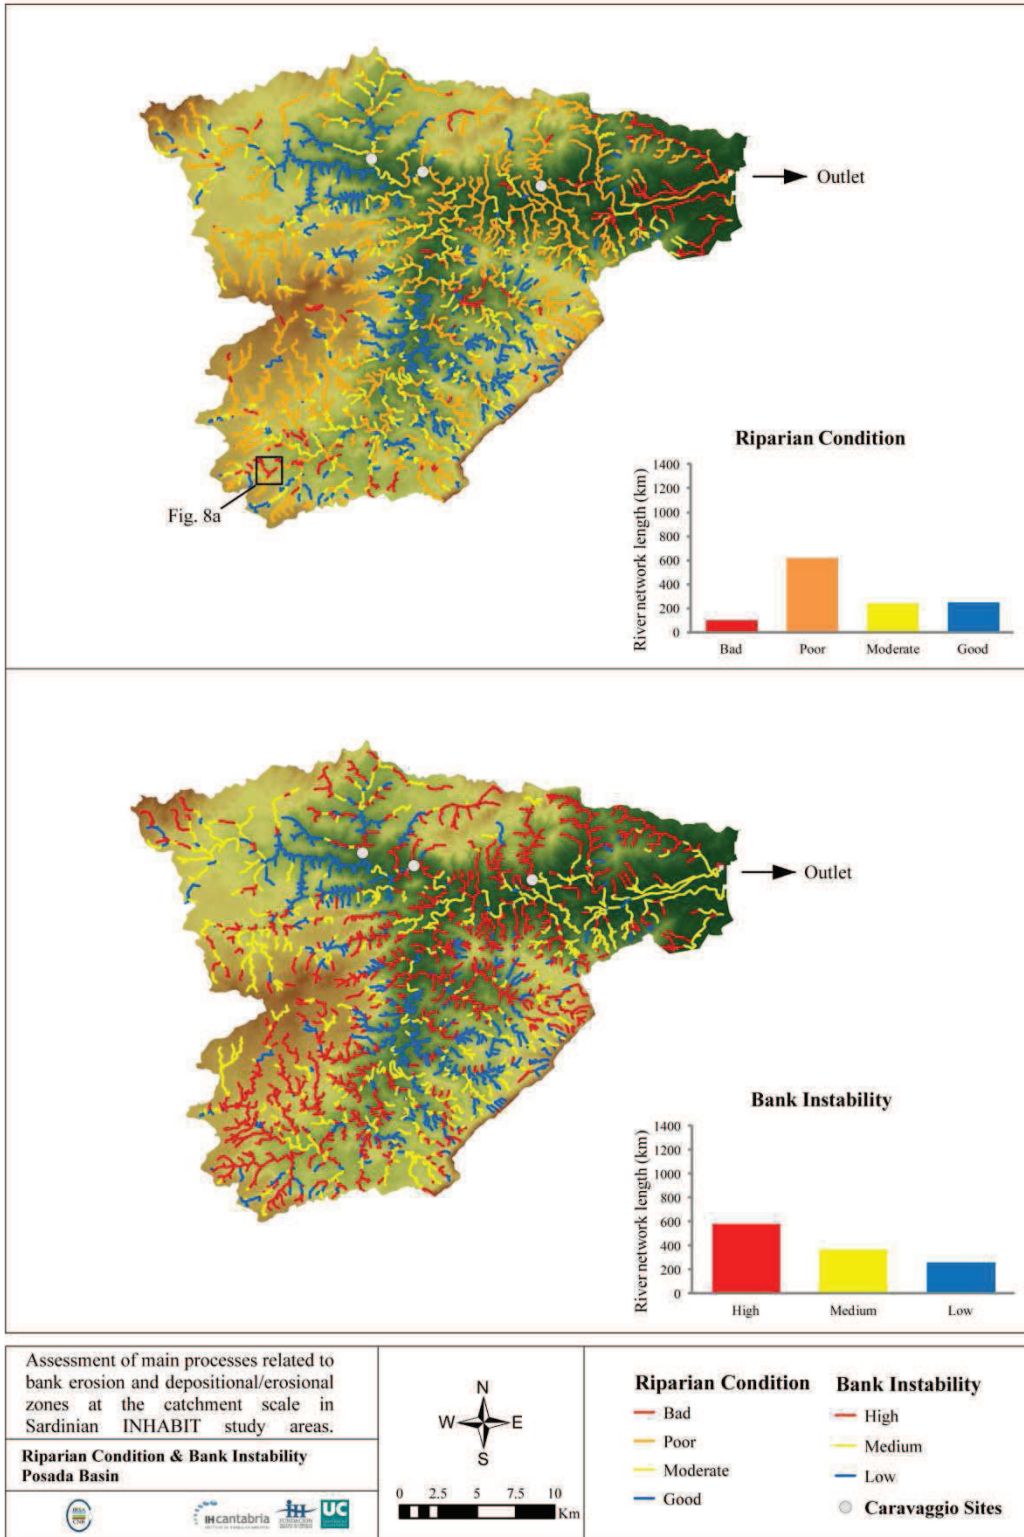 Outlet
Fig. 8a
Riparian Condition
River network length (km)
1400
1200
1000
800
600
400
200
0
Bad
Poor
Moderate
Good
Outlet
Bank Instability
River network length (km)
1400
1200
1000
800
600
400
200
0
High
Medium
Low
Assessment of main processes related to
bank erosion and depositional/erosional
zones at the catchment scale in
Sardinian INHABIT study areas.
Riparian Condition & Bank Instability
Posada Basin
IHcantabria
IH
FUNDACIÓN
UC
N
W E
S
0 2.5 5 7.5 10
Km
Riparian Condition
Bad
Poor
Moderate
Good
Bank Instability
High
Medium
Low
Caravaggio Sites